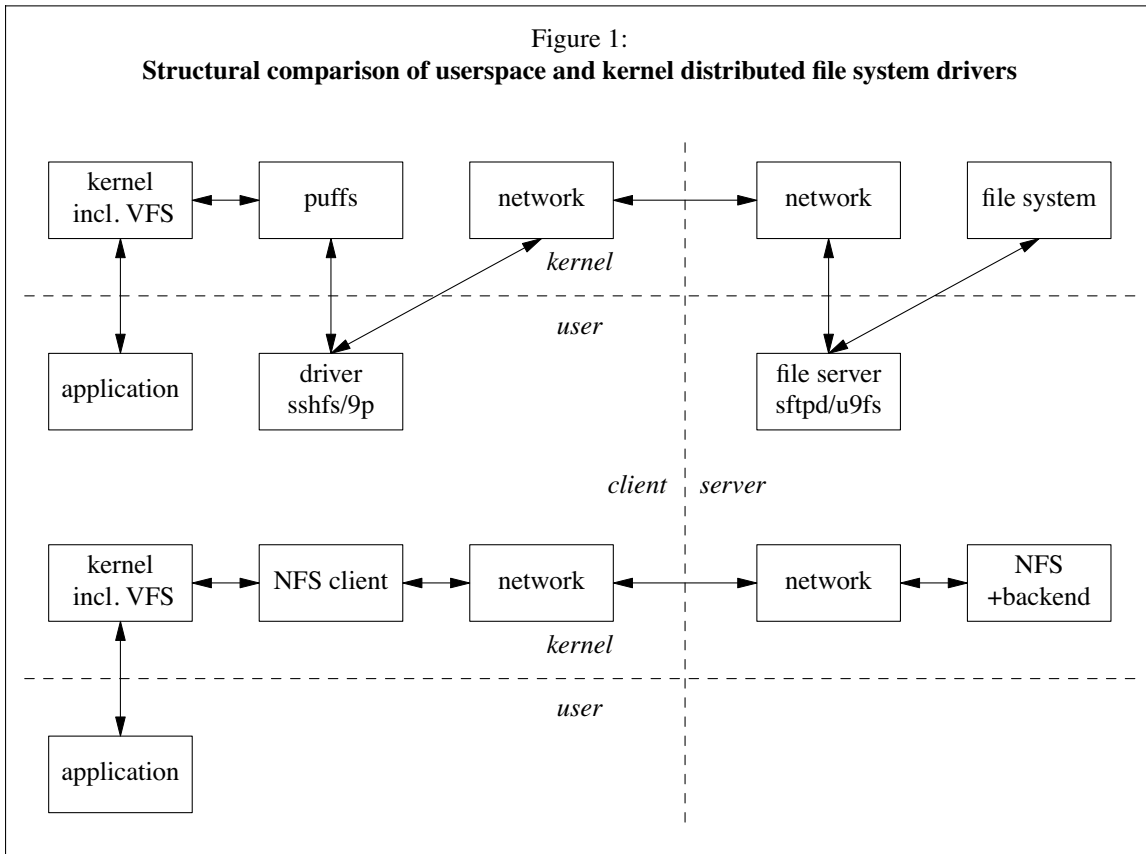 Figure 1:
Structural comparison of userspace and kernel distributed file system drivers
kernel
incl. VFS
puffs
network
network
file system
kernel
user
application
driver
sshfs/9p
file server
sftpd/u9fs
client
server
kernel
incl. VFS
NFS client
network
network
NFS
+backend
kernel
user
application